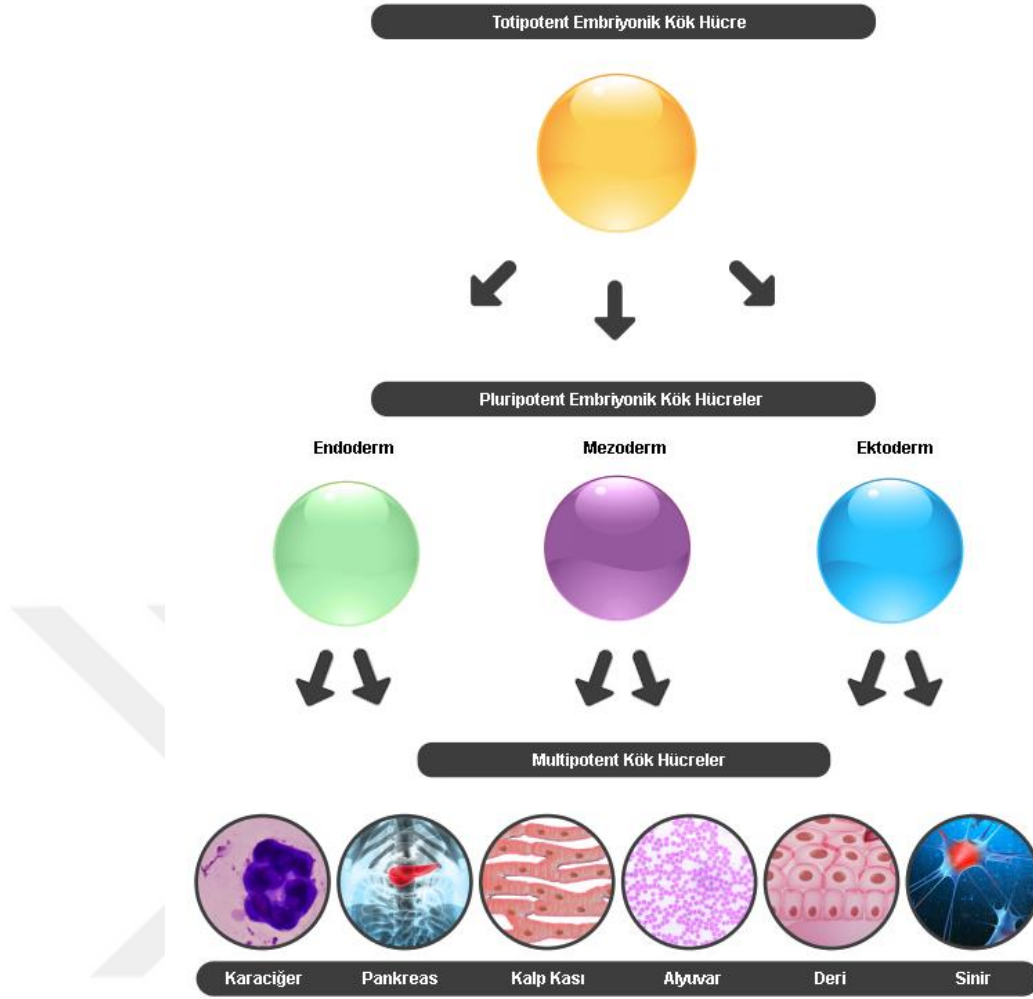 Totipotent Embriyonik Kök Hücre
Pluripotent Embriyonik Kök Hücreler
Endoderm Mezoderm Ektoderm
Multipotent Kök Hücreler
Karaciğer Pankreas Kalp Kası Alyuvar Deri Sinir